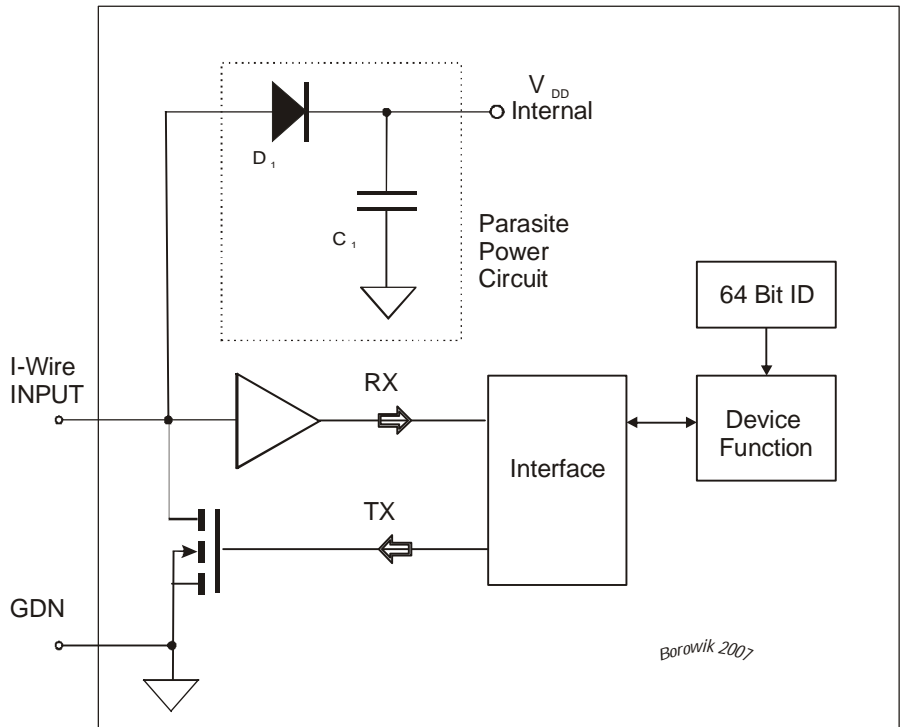 V DD
Internal
D 1
C 1
Parasite
Power
Circuit
64 Bit ID
I-Wire
INPUT
RX
Device
Function
Interface
TX
GDN
Borowik 2007